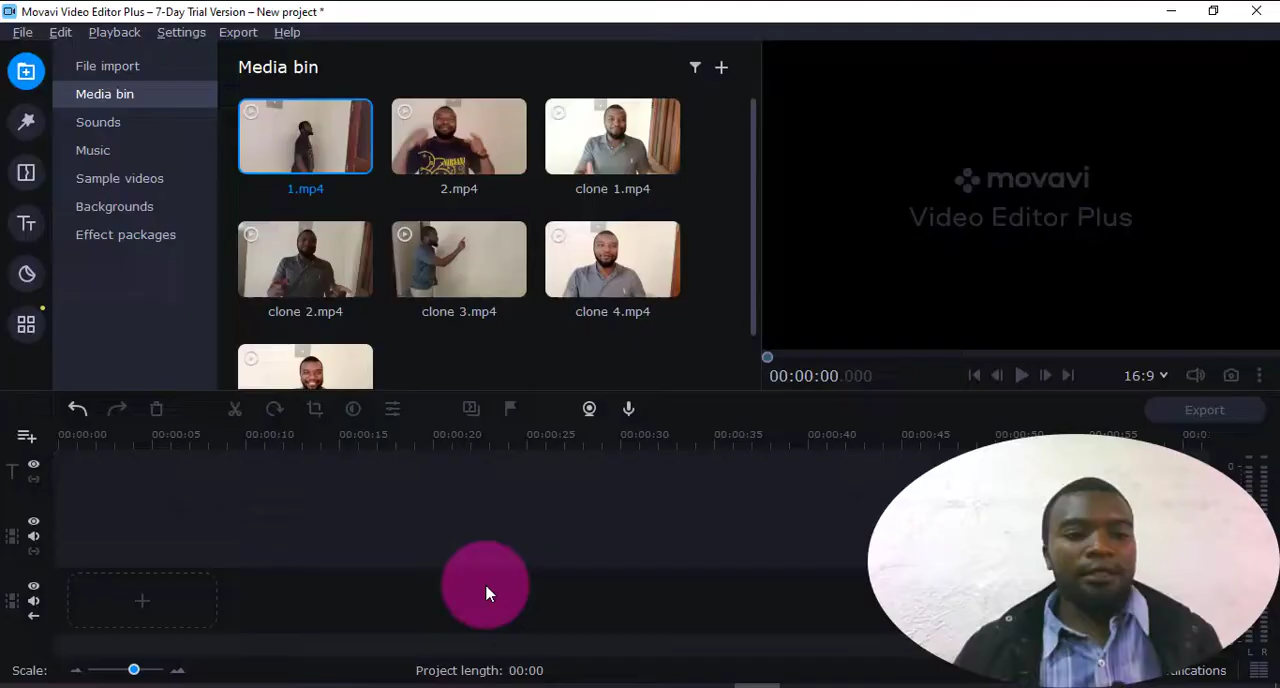 Movavi Video Editor Plus – 7-Day Trial Version – New project *
File Edit Playback Settings Export Help
File import
Media bin
Sounds
Music
Sample videos
Backgrounds
Effect packages
Media bin
1.mp4 2.mp4 clone 1.mp4
clone 2.mp4 clone 3.mp4 clone 4.mp4
movavi
Video Editor Plus
00:00:00.000
16:9
Export
00:00:00 00:00:05 00:00:10 00:00:15 00:00:20 00:00:25 00:00:30 00:00:35 00:00:40 00:00:45 00:00:50 00:00:55 00:0
0
L R
Scale:
Project length: 00:00